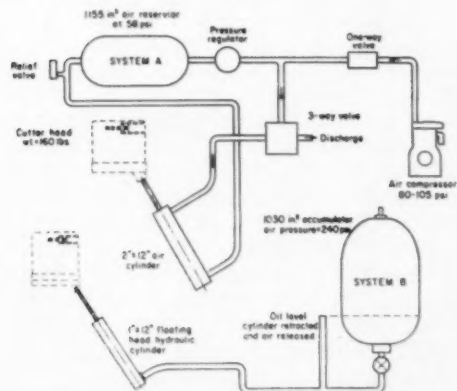 1155 in³ air reservoir
at 58 psi
Pressure
regulator
One-way
valve
SYSTEM A
Relief
valve
3-way valve
Discharge
Cutter head
wt=160 lbs
Air compressor
80-105 psi
2"x12" air
cylinder
1030 in³ accumulator
air pressure=240 psi
SYSTEM B
Oil level
cylinder retracted
and air released
1"x12" floating
head hydraulic
cylinder